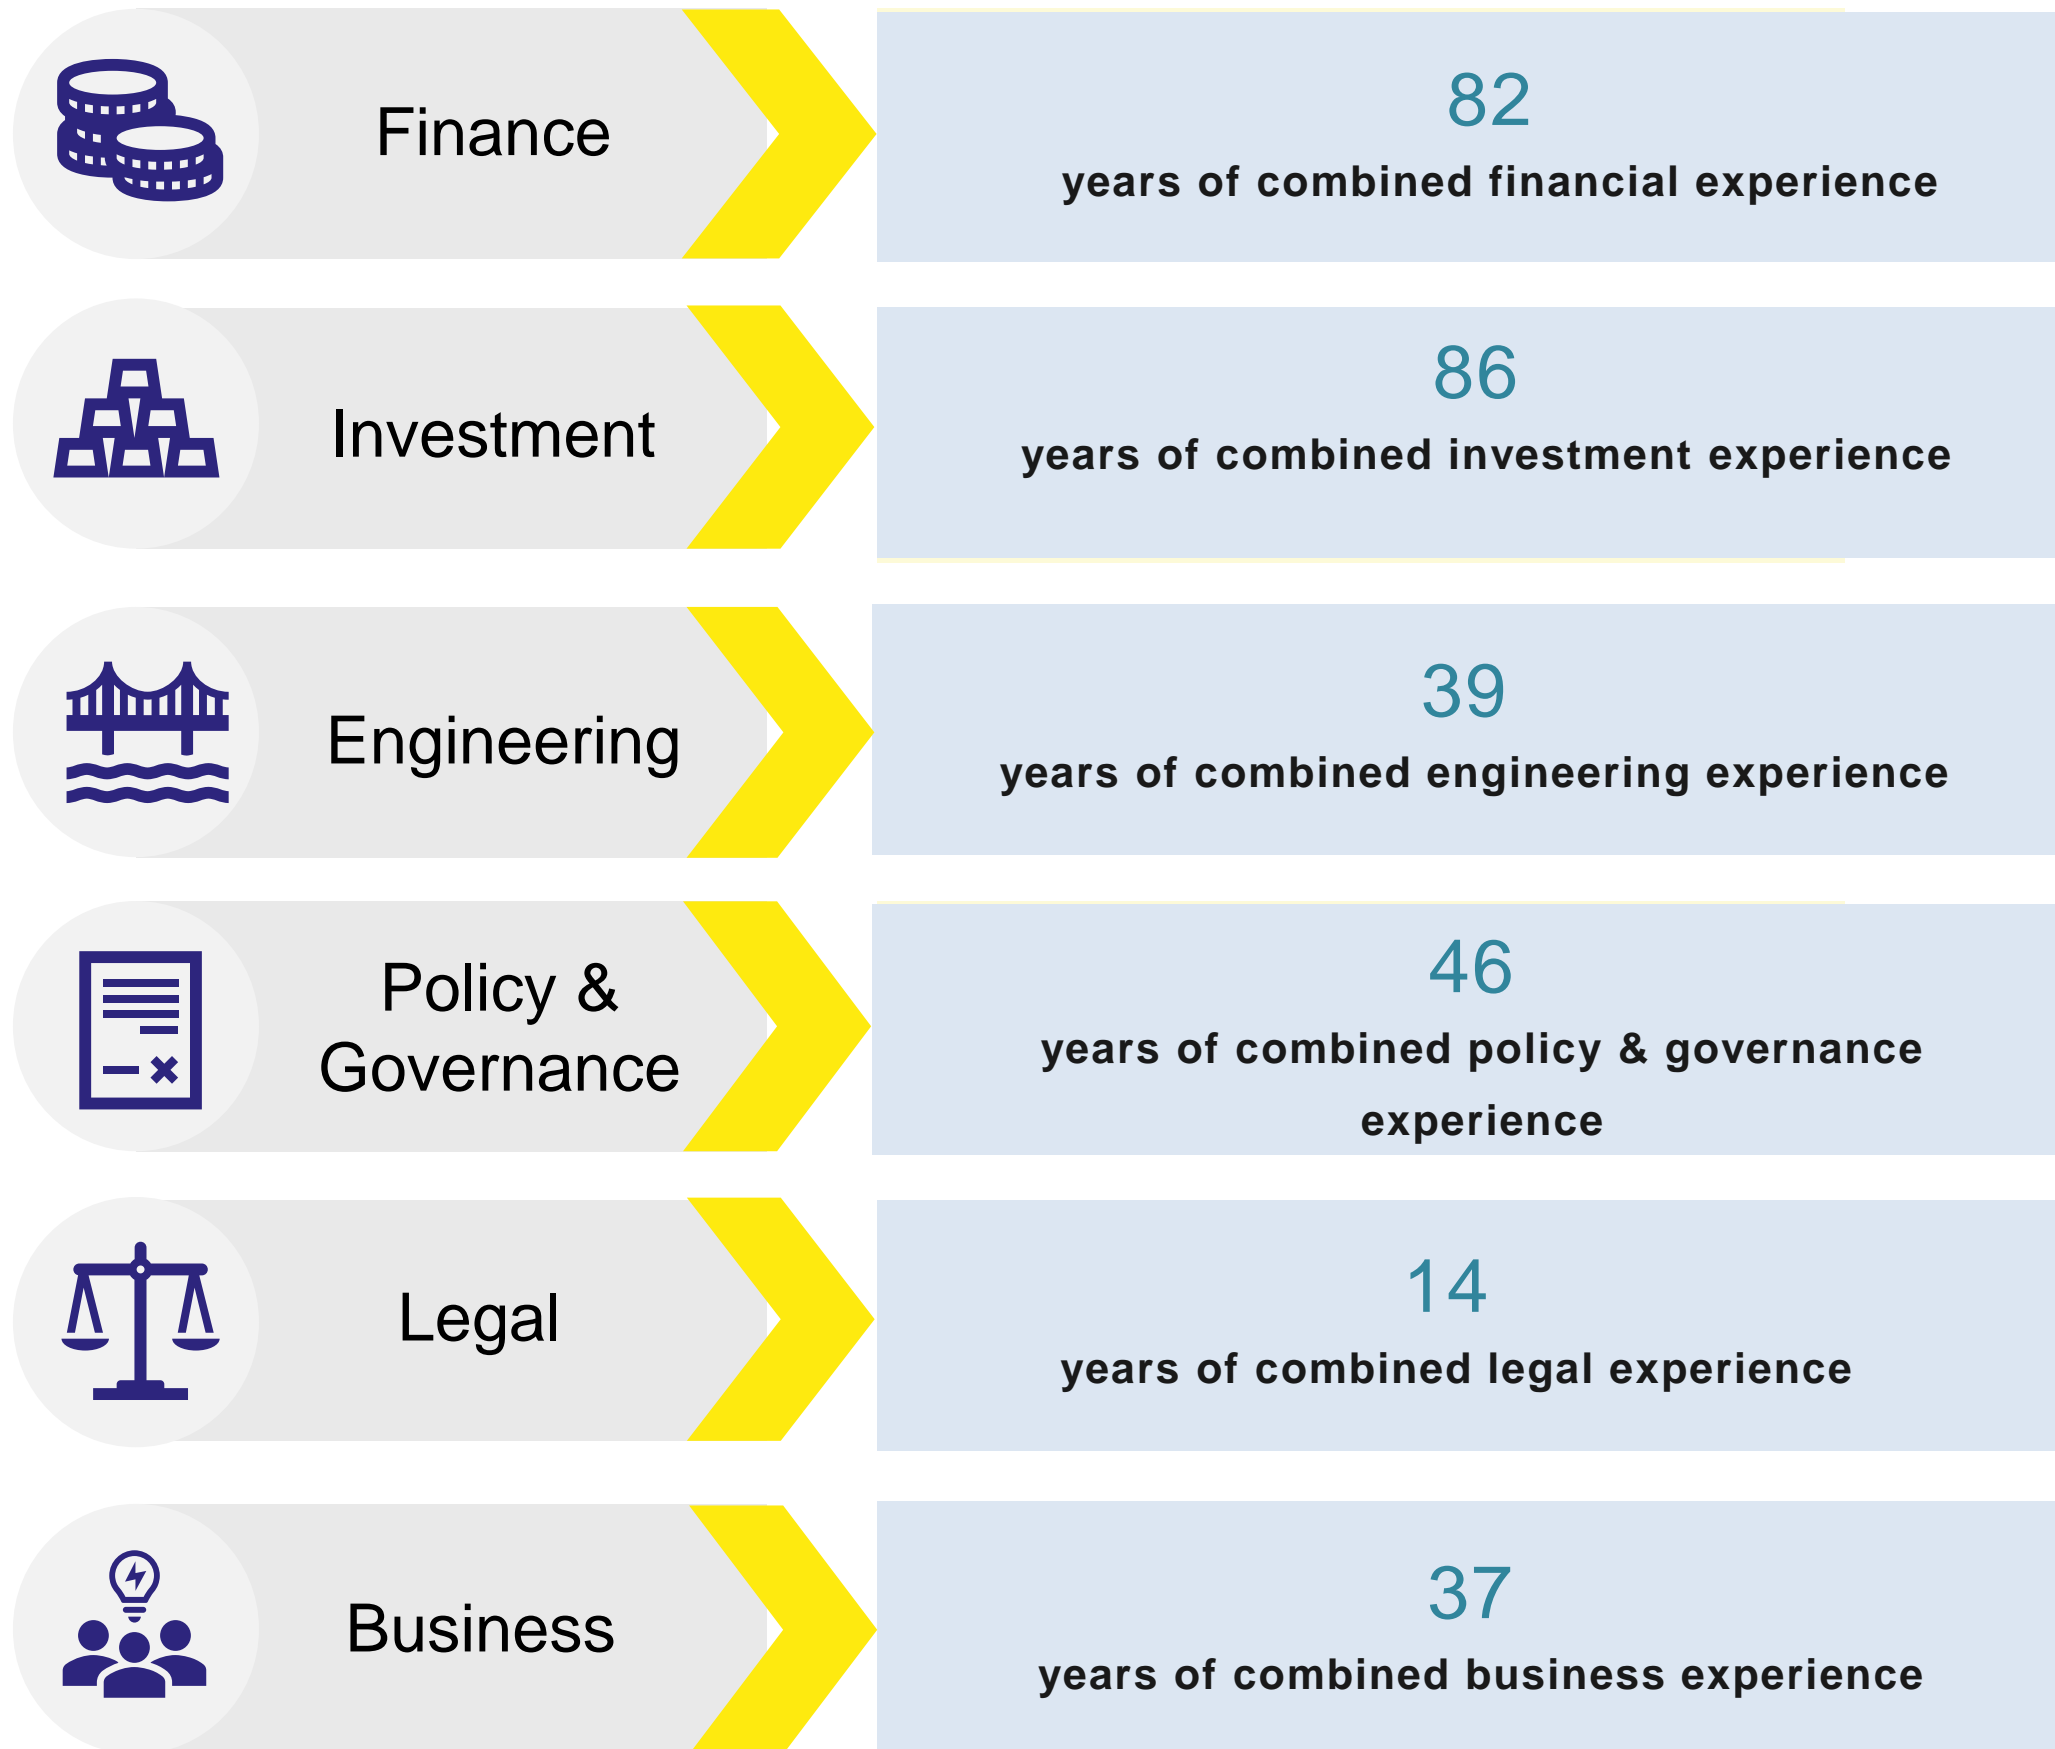 Finance
82
years of combined financial experience
Investment
86
years of combined investment experience
Engineering
39
years of combined engineering experience
Policy &
Governance
46
years of combined policy & governance
experience
Legal
14
years of combined legal experience
Business
37
years of combined business experience